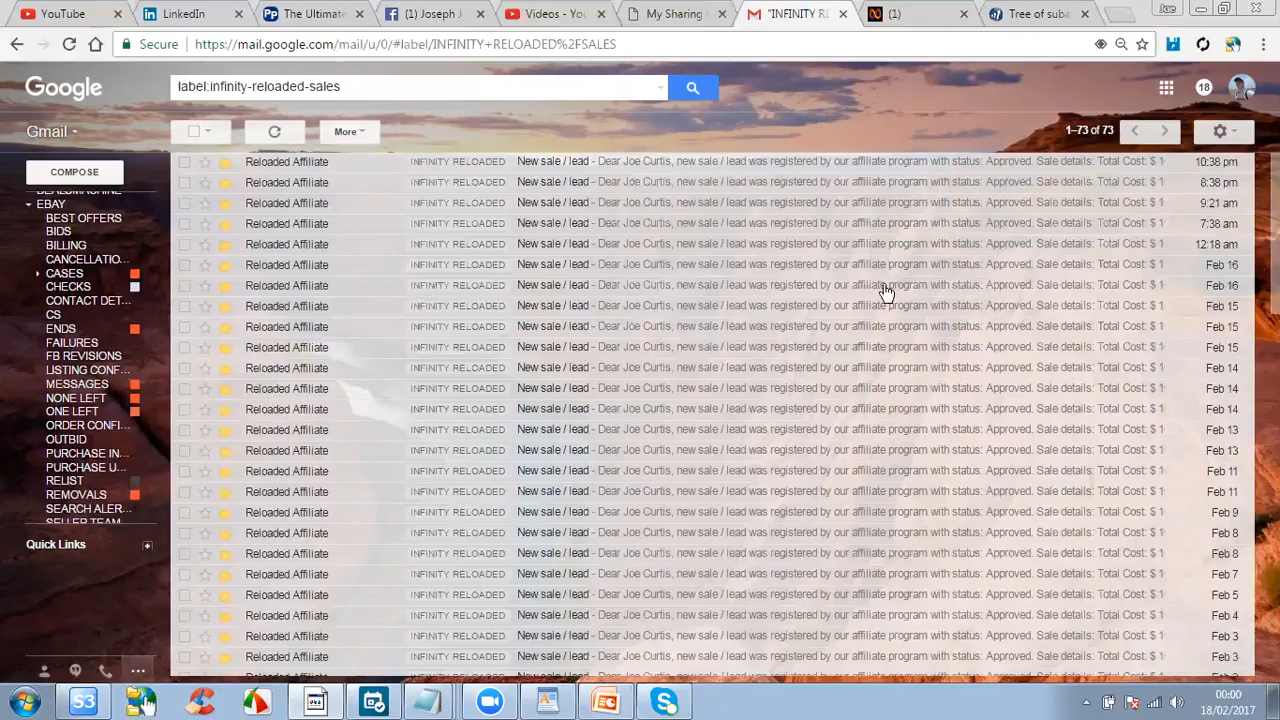 YouTube
LinkedIn
Pp The Ultimate
(1) Joseph J
Videos - You
My Sharing
"INFINITY RE
(1)
Tree of suba
Joe
Secure https://mail.google.com/mail/u/0/#label/INFINITY+RELOADED%2FSALES
Google
label:infinity-reloaded-sales
18
Gmail
More
1–73 of 73
COMPOSE
EBAY
BEST OFFERS
BIDS
BILLING
CANCELLATIO...
CASES
CHECKS
CONTACT DET...
CS
ENDS
FAILURES
FB REVISIONS
LISTING CONF...
MESSAGES
NONE LEFT
ONE LEFT
ORDER CONFI...
OUTBID
PURCHASE IN...
PURCHASE U...
RELIST
REMOVALS
SEARCH ALER...
SELLER TEAM
Quick Links
Reloaded Affiliate INFINITY RELOADED New sale / lead - Dear Joe Curtis, new sale / lead was registered by our affiliate program with status: Approved. Sale details: Total Cost: $ 1 10:38 pm
Reloaded Affiliate INFINITY RELOADED New sale / lead - Dear Joe Curtis, new sale / lead was registered by our affiliate program with status: Approved. Sale details: Total Cost: $ 1 8:38 pm
Reloaded Affiliate INFINITY RELOADED New sale / lead - Dear Joe Curtis, new sale / lead was registered by our affiliate program with status: Approved. Sale details: Total Cost: $ 1 9:21 am
Reloaded Affiliate INFINITY RELOADED New sale / lead - Dear Joe Curtis, new sale / lead was registered by our affiliate program with status: Approved. Sale details: Total Cost: $ 1 7:38 am
Reloaded Affiliate INFINITY RELOADED New sale / lead - Dear Joe Curtis, new sale / lead was registered by our affiliate program with status: Approved. Sale details: Total Cost: $ 1 12:18 am
Reloaded Affiliate INFINITY RELOADED New sale / lead - Dear Joe Curtis, new sale / lead was registered by our affiliate program with status: Approved. Sale details: Total Cost: $ 1 Feb 16
Reloaded Affiliate INFINITY RELOADED New sale / lead - Dear Joe Curtis, new sale / lead was registered by our affiliate program with status: Approved. Sale details: Total Cost: $ 1 Feb 16
Reloaded Affiliate INFINITY RELOADED New sale / lead - Dear Joe Curtis, new sale / lead was registered by our affiliate program with status: Approved. Sale details: Total Cost: $ 1 Feb 15
Reloaded Affiliate INFINITY RELOADED New sale / lead - Dear Joe Curtis, new sale / lead was registered by our affiliate program with status: Approved. Sale details: Total Cost: $ 1 Feb 15
Reloaded Affiliate INFINITY RELOADED New sale / lead - Dear Joe Curtis, new sale / lead was registered by our affiliate program with status: Approved. Sale details: Total Cost: $ 1 Feb 15
Reloaded Affiliate INFINITY RELOADED New sale / lead - Dear Joe Curtis, new sale / lead was registered by our affiliate program with status: Approved. Sale details: Total Cost: $ 1 Feb 14
Reloaded Affiliate INFINITY RELOADED New sale / lead - Dear Joe Curtis, new sale / lead was registered by our affiliate program with status: Approved. Sale details: Total Cost: $ 1 Feb 14
Reloaded Affiliate INFINITY RELOADED New sale / lead - Dear Joe Curtis, new sale / lead was registered by our affiliate program with status: Approved. Sale details: Total Cost: $ 1 Feb 14
Reloaded Affiliate INFINITY RELOADED New sale / lead - Dear Joe Curtis, new sale / lead was registered by our affiliate program with status: Approved. Sale details: Total Cost: $ 1 Feb 13
Reloaded Affiliate INFINITY RELOADED New sale / lead - Dear Joe Curtis, new sale / lead was registered by our affiliate program with status: Approved. Sale details: Total Cost: $ 1 Feb 13
Reloaded Affiliate INFINITY RELOADED New sale / lead - Dear Joe Curtis, new sale / lead was registered by our affiliate program with status: Approved. Sale details: Total Cost: $ 1 Feb 11
Reloaded Affiliate INFINITY RELOADED New sale / lead - Dear Joe Curtis, new sale / lead was registered by our affiliate program with status: Approved. Sale details: Total Cost: $ 1 Feb 11
Reloaded Affiliate INFINITY RELOADED New sale / lead - Dear Joe Curtis, new sale / lead was registered by our affiliate program with status: Approved. Sale details: Total Cost: $ 1 Feb 9
Reloaded Affiliate INFINITY RELOADED New sale / lead - Dear Joe Curtis, new sale / lead was registered by our affiliate program with status: Approved. Sale details: Total Cost: $ 1 Feb 8
Reloaded Affiliate INFINITY RELOADED New sale / lead - Dear Joe Curtis, new sale / lead was registered by our affiliate program with status: Approved. Sale details: Total Cost: $ 1 Feb 8
Reloaded Affiliate INFINITY RELOADED New sale / lead - Dear Joe Curtis, new sale / lead was registered by our affiliate program with status: Approved. Sale details: Total Cost: $ 1 Feb 7
Reloaded Affiliate INFINITY RELOADED New sale / lead - Dear Joe Curtis, new sale / lead was registered by our affiliate program with status: Approved. Sale details: Total Cost: $ 1 Feb 5
Reloaded Affiliate INFINITY RELOADED New sale / lead - Dear Joe Curtis, new sale / lead was registered by our affiliate program with status: Approved. Sale details: Total Cost: $ 1 Feb 4
Reloaded Affiliate INFINITY RELOADED New sale / lead - Dear Joe Curtis, new sale / lead was registered by our affiliate program with status: Approved. Sale details: Total Cost: $ 1 Feb 3
Reloaded Affiliate INFINITY RELOADED New sale / lead - Dear Joe Curtis, new sale / lead was registered by our affiliate program with status: Approved. Sale details: Total Cost: $ 1 Feb 3
S3
00:00
18/02/2017